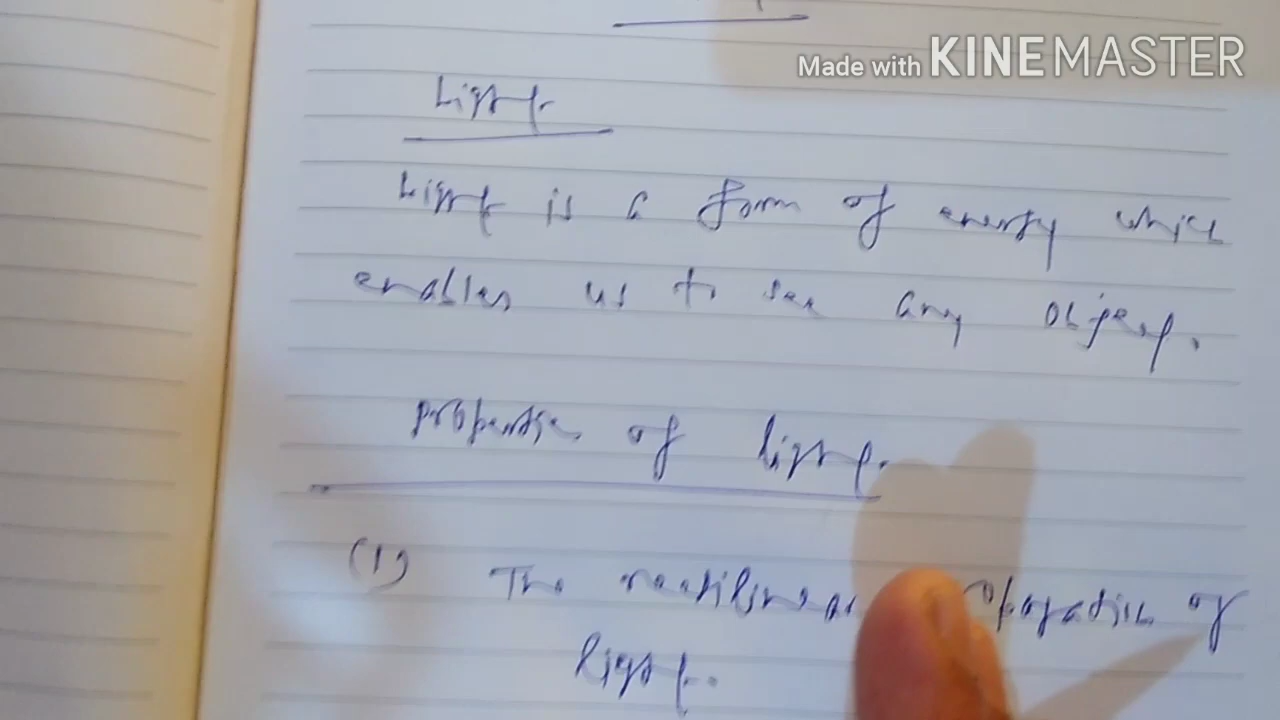 Made with KINEMASTER
Light
Light is a form of energy which
enables us to see any object.
properties of light.
(1) The rectilinear opagation of
light.